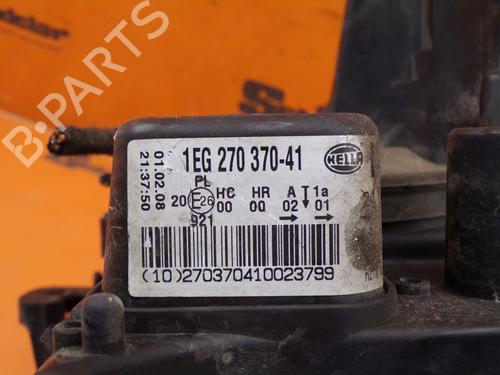 B-PARTS
1EG 270 370-41
HELLA
01.02.08
21:37:50
PL
20 E26 HC HR A 1a
00 00 02 01
921
(10)270370410023799